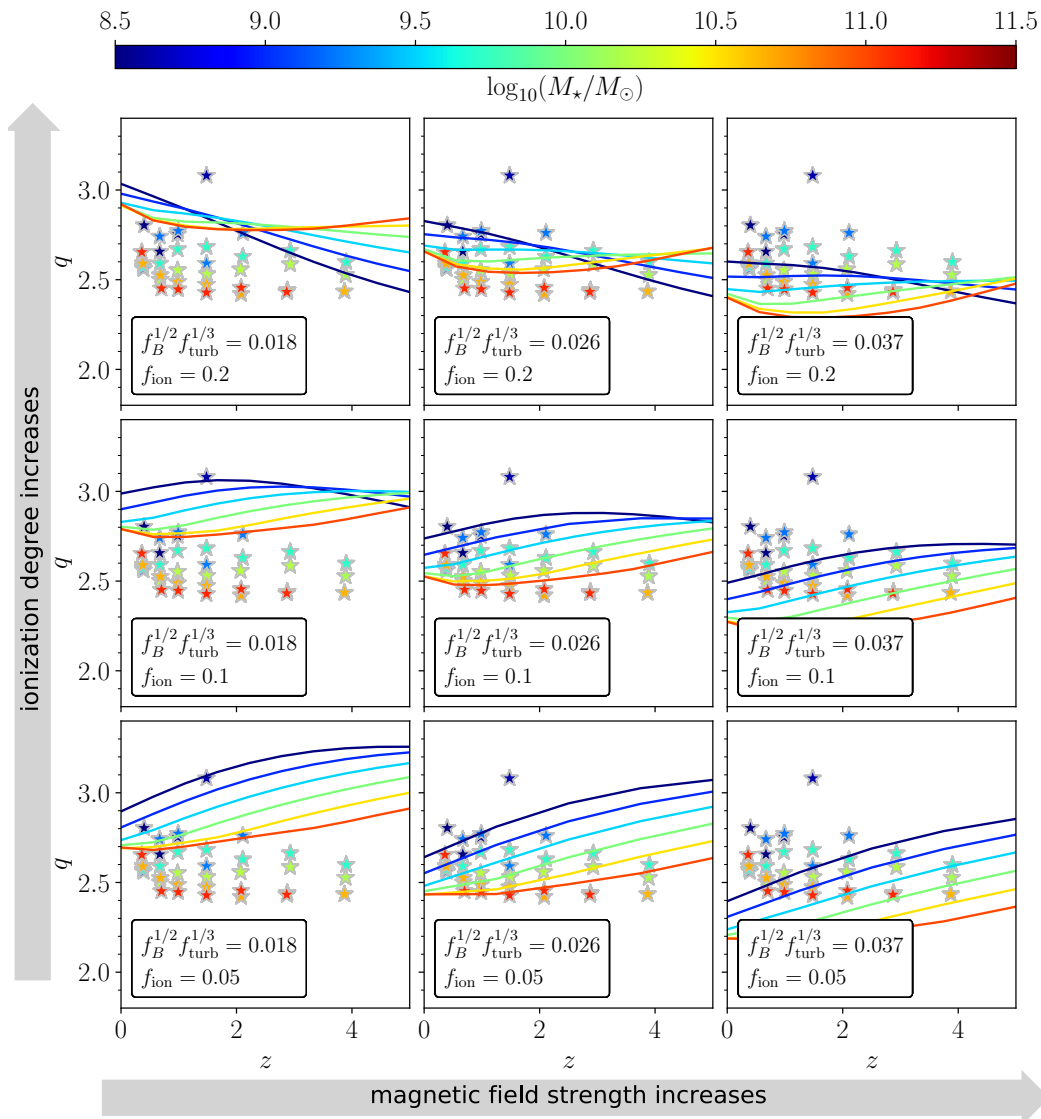 8.5 9.0 9.5 10.0 10.5 11.0 11.5
log₁₀(M⋆/M⊙)
ionization degree increases
q
3.0
2.5
2.0
f_B^{1/2} f_turb^{1/3} = 0.018
f_ion = 0.2
f_B^{1/2} f_turb^{1/3} = 0.026
f_ion = 0.2
f_B^{1/2} f_turb^{1/3} = 0.037
f_ion = 0.2
q
3.0
2.5
2.0
f_B^{1/2} f_turb^{1/3} = 0.018
f_ion = 0.1
f_B^{1/2} f_turb^{1/3} = 0.026
f_ion = 0.1
f_B^{1/2} f_turb^{1/3} = 0.037
f_ion = 0.1
q
3.0
2.5
2.0
f_B^{1/2} f_turb^{1/3} = 0.018
f_ion = 0.05
f_B^{1/2} f_turb^{1/3} = 0.026
f_ion = 0.05
f_B^{1/2} f_turb^{1/3} = 0.037
f_ion = 0.05
0 2 4 0 2 4 0 2 4
z z z
magnetic field strength increases